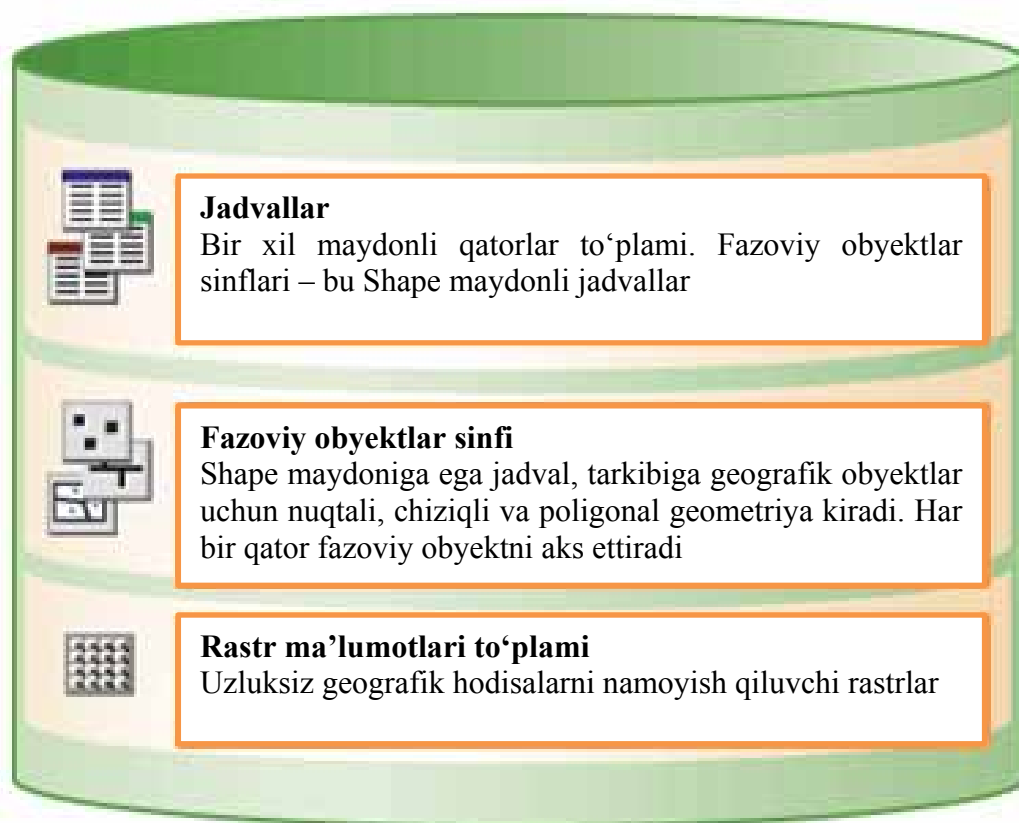 Jadvallar
Bir xil maydonli qatorlar to‘plami. Fazoviy obyektlar
sinflari – bu Shape maydonli jadvallar
Fazoviy obyektlar sinfi
Shape maydoniga ega jadval, tarkibiga geografik obyektlar
uchun nuqtali, chiziqli va poligonal geometriya kiradi. Har
bir qator fazoviy obyektni aks ettiradi
Rastr ma’lumotlari to‘plami
Uzluksiz geografik hodisalarni namoyish qiluvchi rastrlar